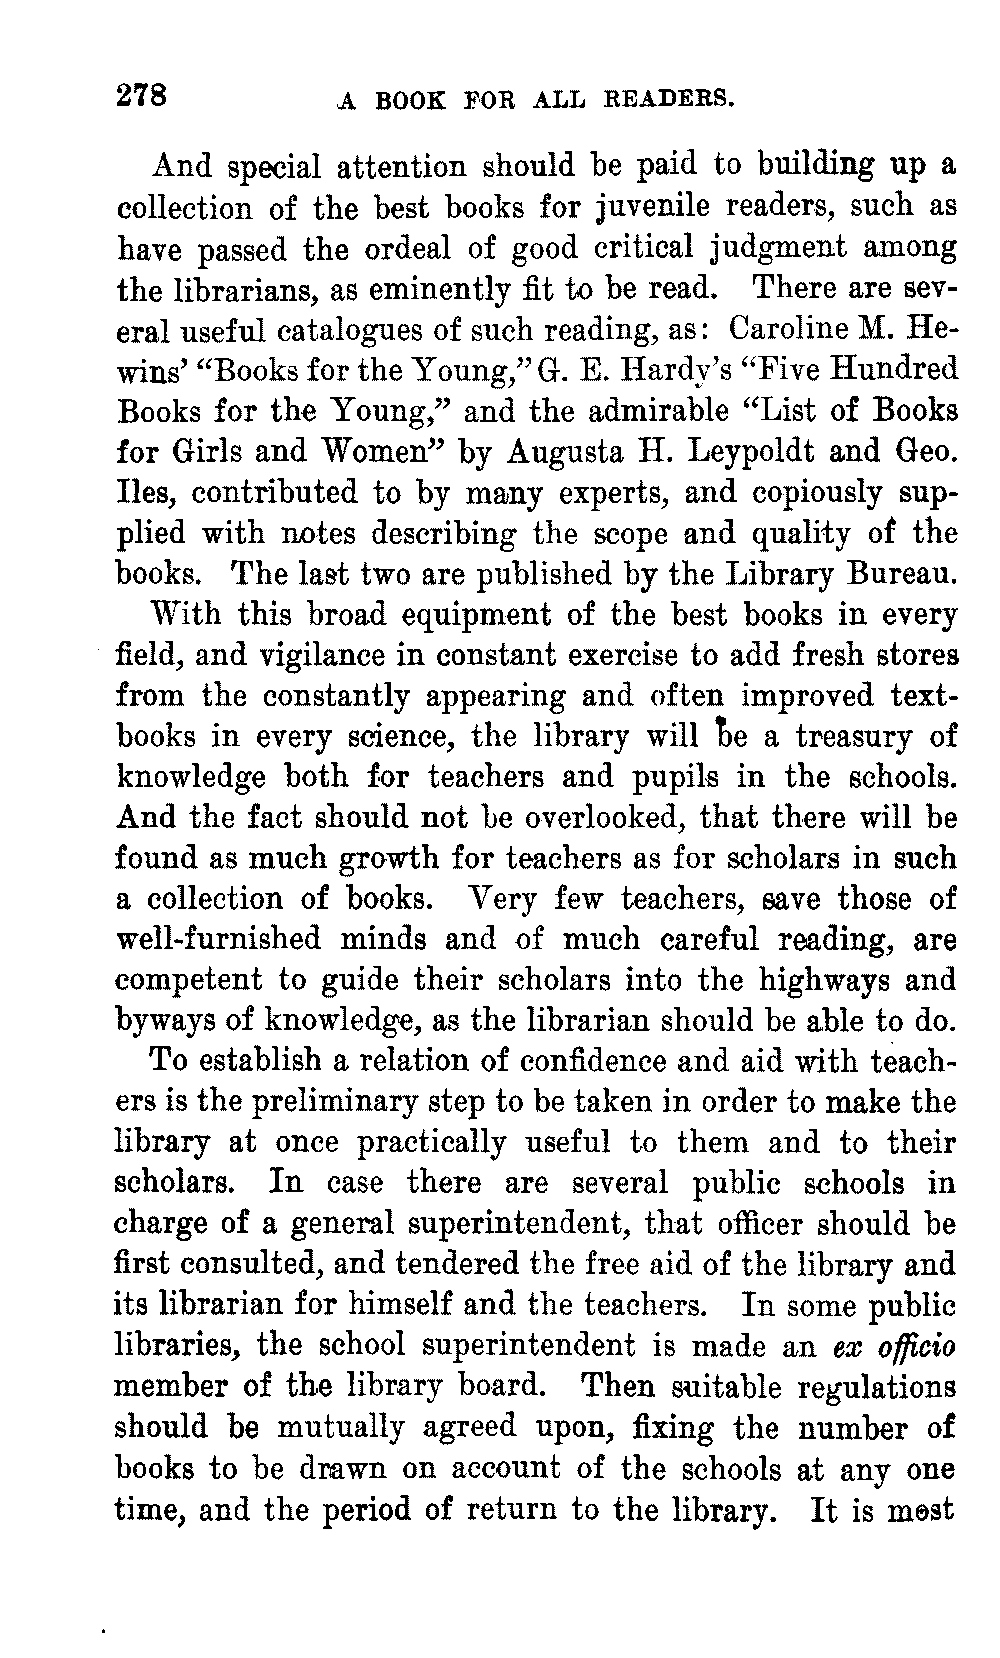 278 A BOOK FOR ALL READERS.
And special attention should be paid to building up a
collection of the best books for juvenile readers, such as
have passed the ordeal of good critical judgment among
the librarians, as eminently fit to be read. There are sev-
eral useful catalogues of such reading, as: Caroline M. He-
wins' “Books for the Young,” G. E. Hardy's “Five Hundred
Books for the Young,” and the admirable “List of Books
for Girls and Women” by Augusta H. Leypoldt and Geo.
Iles, contributed to by many experts, and copiously sup-
plied with notes describing the scope and quality of the
books. The last two are published by the Library Bureau.
With this broad equipment of the best books in every
field, and vigilance in constant exercise to add fresh stores
from the constantly appearing and often improved text-
books in every science, the library will be a treasury of
knowledge both for teachers and pupils in the schools.
And the fact should not be overlooked, that there will be
found as much growth for teachers as for scholars in such
a collection of books. Very few teachers, save those of
well-furnished minds and of much careful reading, are
competent to guide their scholars into the highways and
byways of knowledge, as the librarian should be able to do.
To establish a relation of confidence and aid with teach-
ers is the preliminary step to be taken in order to make the
library at once practically useful to them and to their
scholars. In case there are several public schools in
charge of a general superintendent, that officer should be
first consulted, and tendered the free aid of the library and
its librarian for himself and the teachers. In some public
libraries, the school superintendent is made an ex officio
member of the library board. Then suitable regulations
should be mutually agreed upon, fixing the number of
books to be drawn on account of the schools at any one
time, and the period of return to the library. It is most